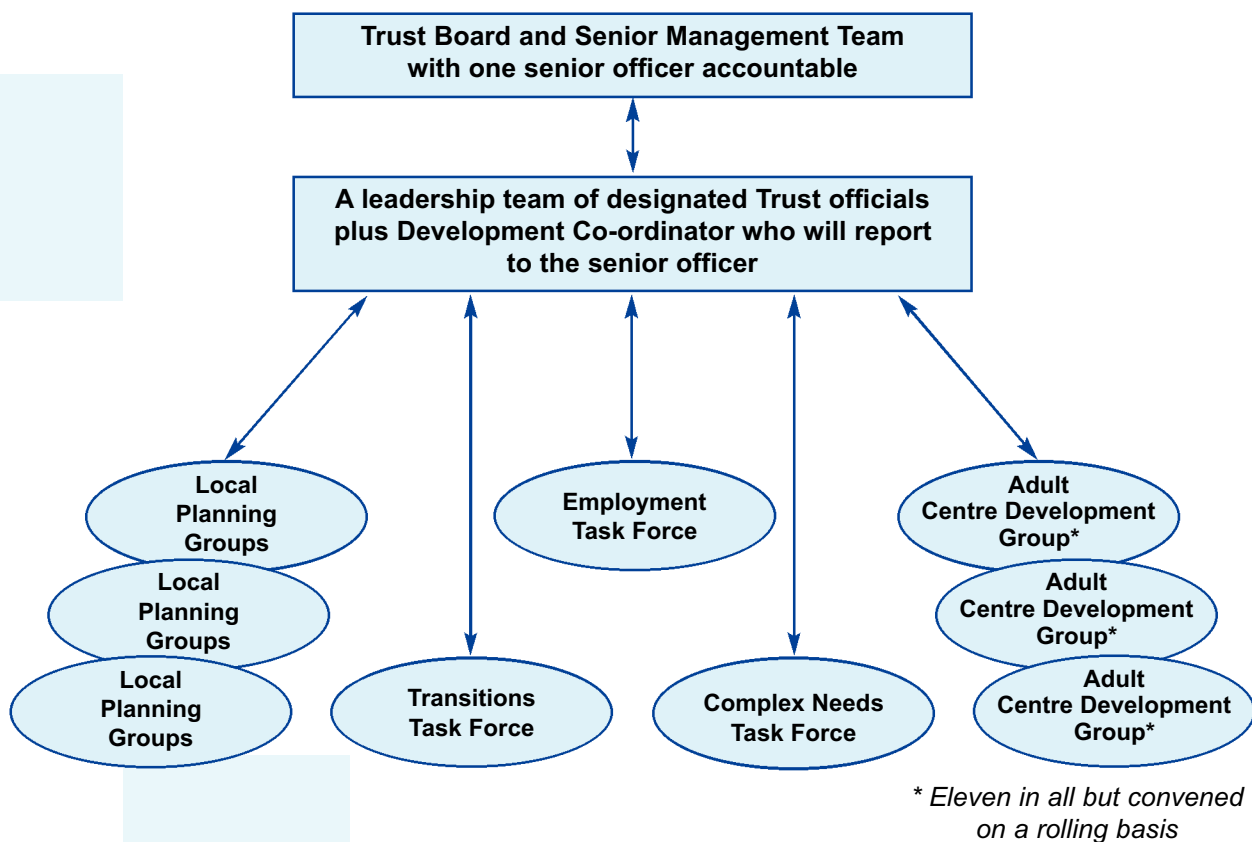 Trust Board and Senior Management Team
with one senior officer accountable
A leadership team of designated Trust officials
plus Development Co-ordinator who will report
to the senior officer
Local
Planning
Groups
Local
Planning
Groups
Local
Planning
Groups
Transitions
Task Force
Employment
Task Force
Complex Needs
Task Force
Adult
Centre Development
Group*
Adult
Centre Development
Group*
Adult
Centre Development
Group*
* Eleven in all but convened
on a rolling basis